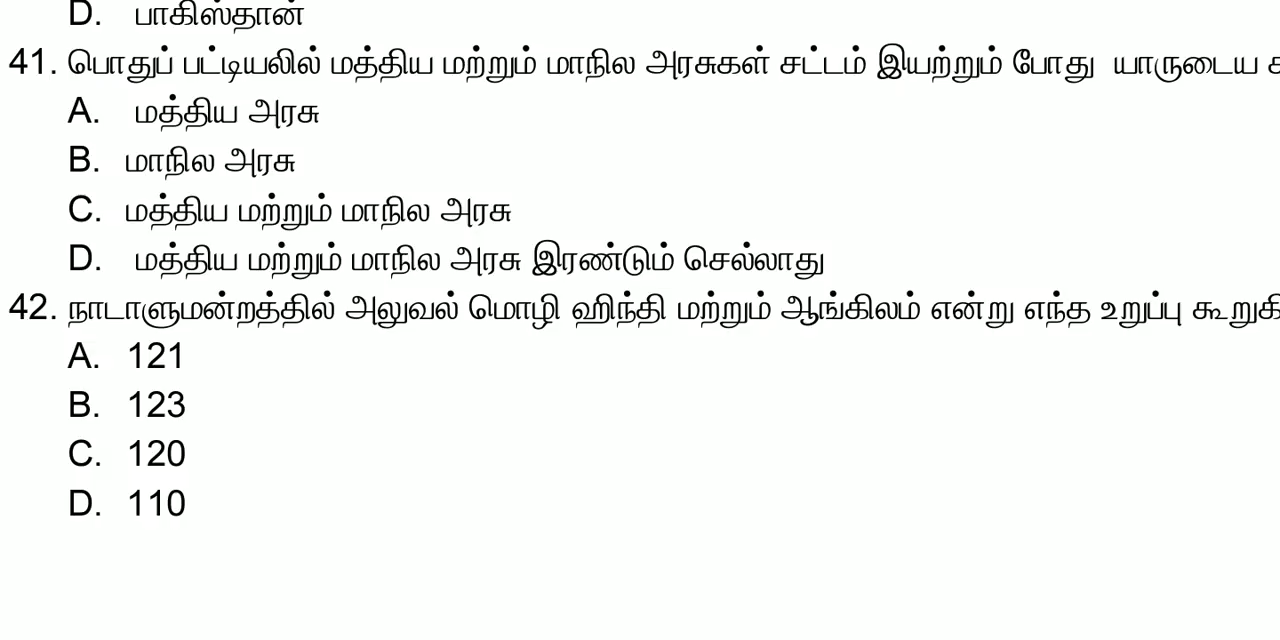 D. பாகிஸ்தான்
41. பொதுப் பட்டியலில் மத்திய மற்றும் மாநில அரசுகள் சட்டம் இயற்றும் போது யாருடைய
A. மத்திய அரசு
B. மாநில அரசு
C. மத்திய மற்றும் மாநில அரசு
D. மத்திய மற்றும் மாநில அரசு இரண்டும் செல்லாது
42. நாடாளுமன்றத்தில் அலுவல் மொழி ஹிந்தி மற்றும் ஆங்கிலம் என்று எந்த உறுப்பு
A. 121
B. 123
C. 120
D. 110